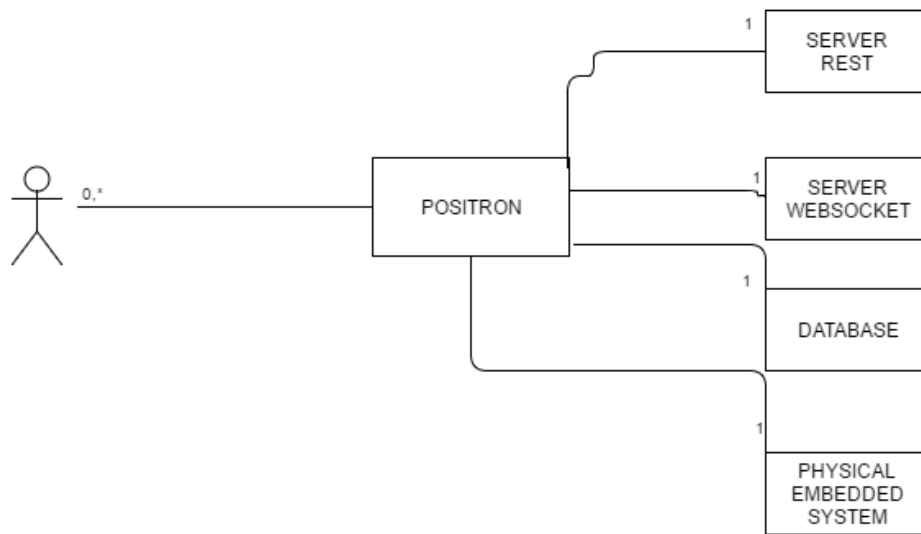 1
SERVER
REST
0,*
POSITRON
1
SERVER
WEBSOCKET
1
DATABASE
1
PHYSICAL
EMBEDDED
SYSTEM